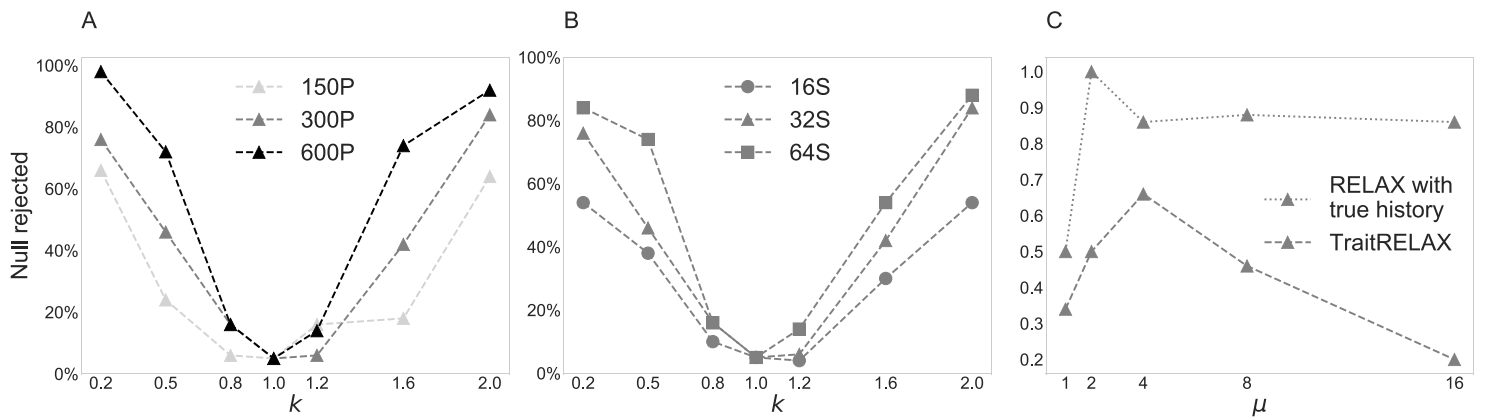 A
Null rejected
100%
80%
60%
40%
20%
0%
150P
300P
600P
0.2 0.5 0.8 1.0 1.2 1.6 2.0
k
B
100%
80%
60%
40%
20%
0%
16S
32S
64S
0.2 0.5 0.8 1.0 1.2 1.6 2.0
k
C
1.0
0.9
0.8
0.7
0.6
0.5
0.4
0.3
0.2
RELAX with
true history
TraitRELAX
1 2 4 8 16
μ